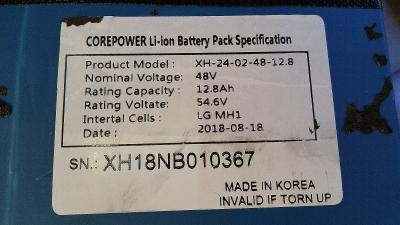 COREPOWER Li-ion Battery Pack Specification
Product Model : XH-24-02-48-12.8
Nominal Voltage: 48V
Rating Capacity : 12.8Ah
Rating Voltate: 54.6V
Intertal Cells: LG MH1
Date : 2018-08-18
SN.: XH18NB010367
MADE IN KOREA
INVALID IF TORN UP